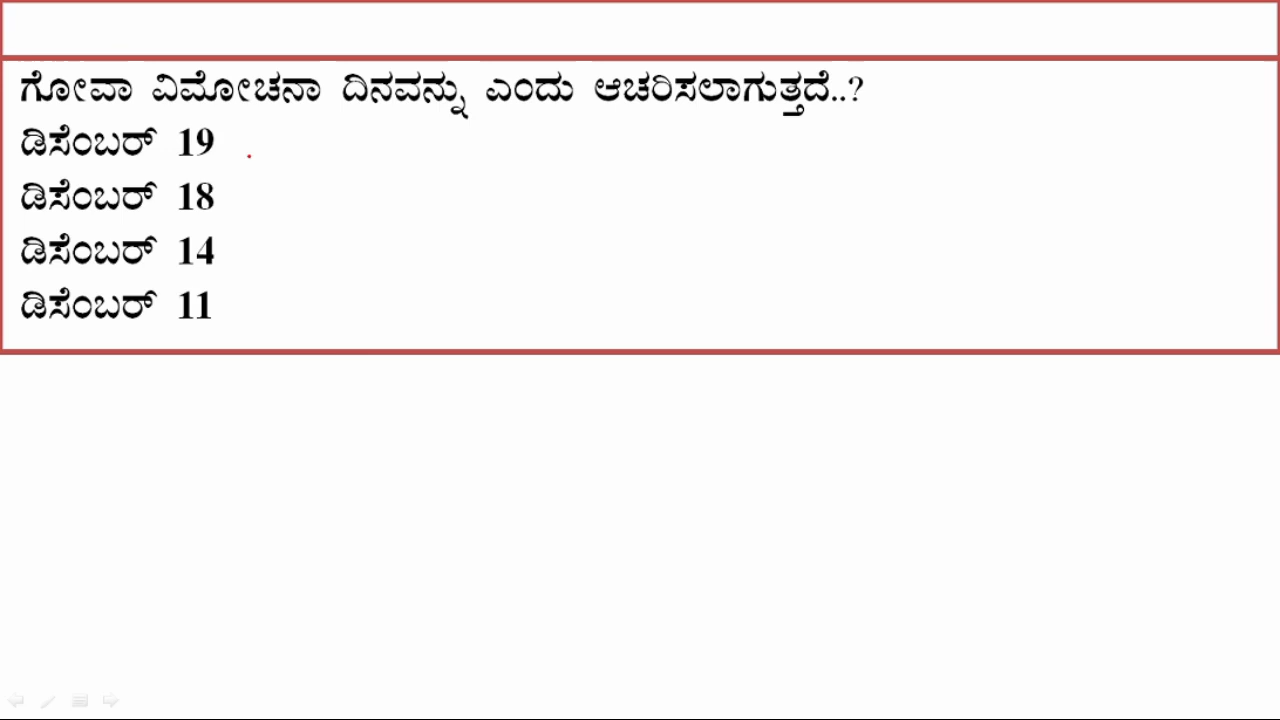 ಗೋವಾ ವಿಮೋಚನಾ ದಿನವನ್ನು ಎಂದು ಆಚರಿಸಲಾಗುತ್ತದೆ..?
ಡಿಸೆಂಬರ್ 19
ಡಿಸೆಂಬರ್ 18
ಡಿಸೆಂಬರ್ 14
ಡಿಸೆಂಬರ್ 11